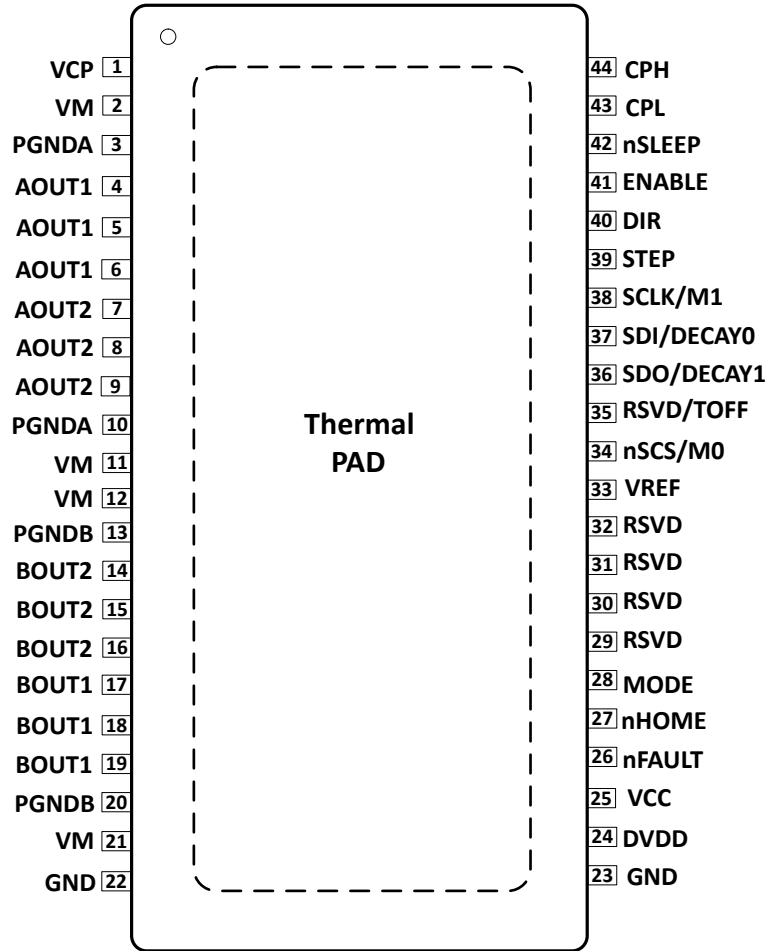 VCP 1
VM 2
PGNDA 3
AOUT1 4
AOUT1 5
AOUT1 6
AOUT2 7
AOUT2 8
AOUT2 9
PGNDA 10
VM 11
VM 12
PGNDB 13
BOUT2 14
BOUT2 15
BOUT2 16
BOUT1 17
BOUT1 18
BOUT1 19
PGNDB 20
VM 21
GND 22
Thermal
PAD
44 CPH
43 CPL
42 nSLEEP
41 ENABLE
40 DIR
39 STEP
38 SCLK/M1
37 SDI/DECAY0
36 SDO/DECAY1
35 RSVD/TOFF
34 nSCS/M0
33 VREF
32 RSVD
31 RSVD
30 RSVD
29 RSVD
28 MODE
27 nHOME
26 nFAULT
25 VCC
24 DVDD
23 GND